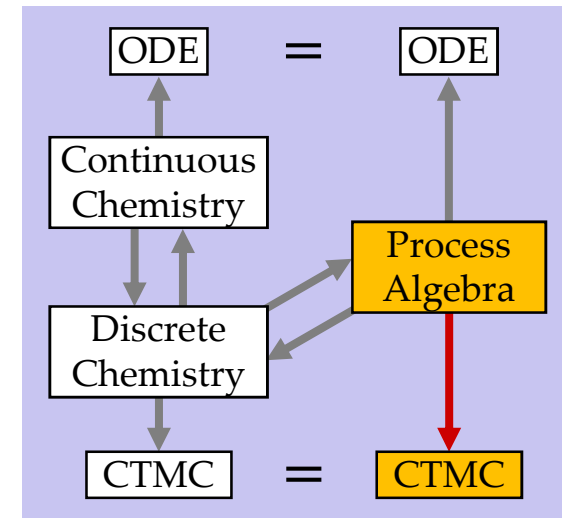 ODE = ODE
Continuous
Chemistry
Process
Algebra
Discrete
Chemistry
CTMC = CTMC